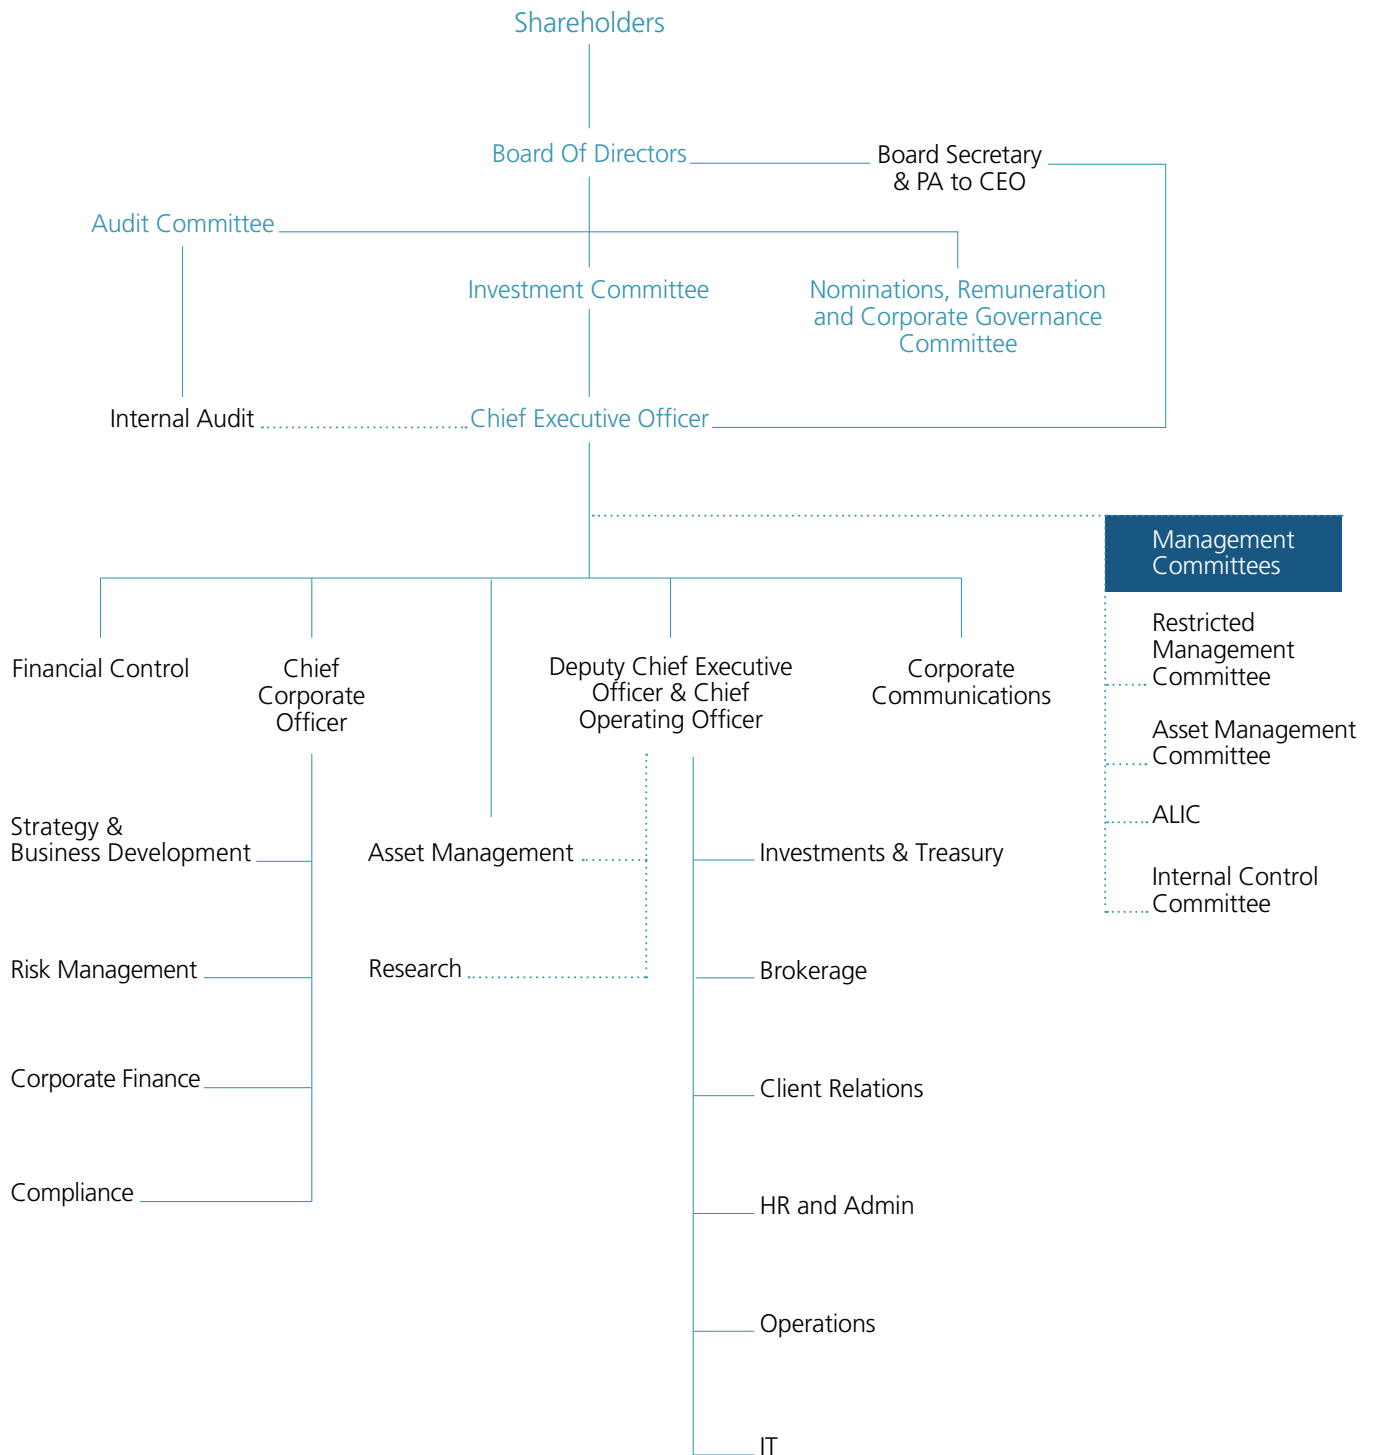 Shareholders
Board Of Directors
Board Secretary
& PA to CEO
Audit Committee
Investment Committee
Nominations, Remuneration
and Corporate Governance
Committee
Internal Audit
Chief Executive Officer
Management
Committees
Restricted
Management
Committee
Asset Management
Committee
ALIC
Internal Control
Committee
Financial Control
Chief
Corporate
Officer
Deputy Chief Executive
Officer & Chief
Operating Officer
Corporate
Communications
Strategy &
Business Development
Risk Management
Corporate Finance
Compliance
Asset Management
Research
Investments & Treasury
Brokerage
Client Relations
HR and Admin
Operations
IT